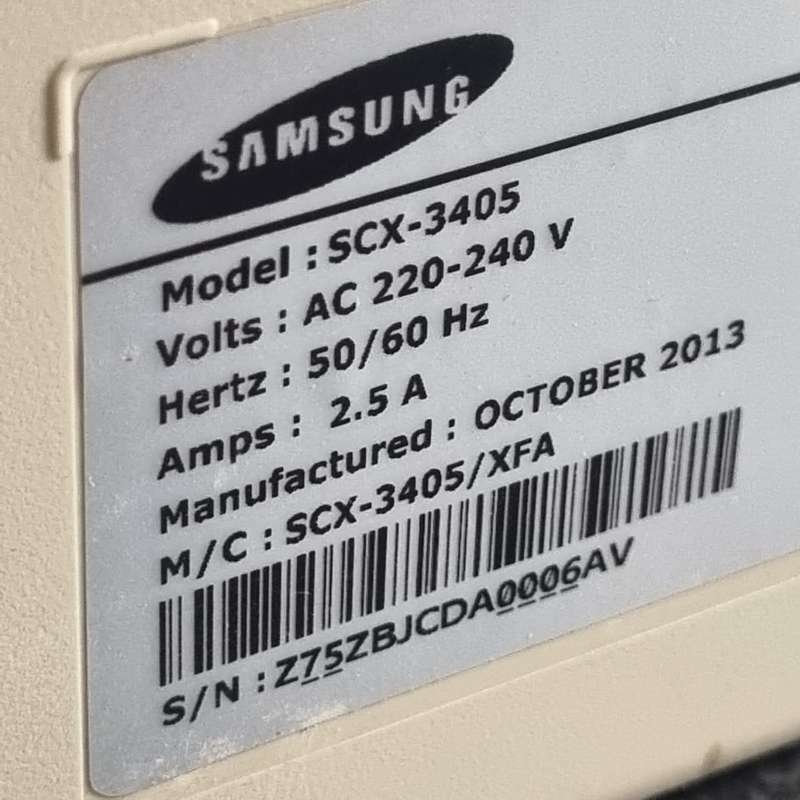 SAMSUNG
Model : SCX-3405
Volts : AC 220-240 V
Hertz : 50/60 Hz
Amps : 2.5 A
Manufactured : OCTOBER 2013
M/C : SCX-3405/XFA
S/N : Z75ZBJCDA0006AV